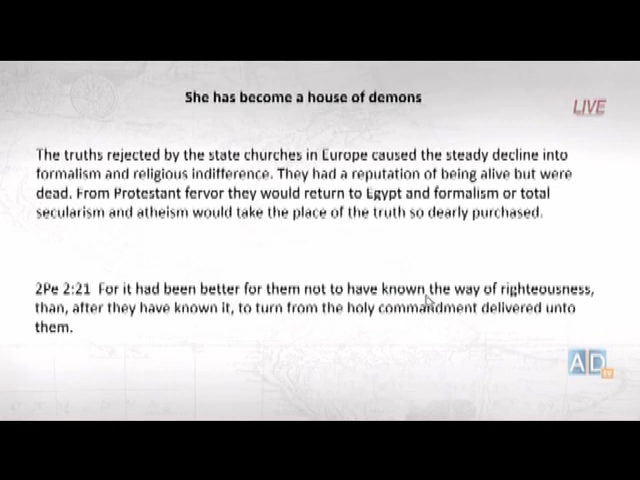 She has become a house of demons
LIVE
The truths rejected by the state churches in Europe caused the steady decline into
formalism and religious indifference. They had a reputation of being alive but were
dead. From Protestant fervor they would return to Egypt and formalism or total
secularism and atheism would take the place of the truth so dearly purchased.
2Pe 2:21 For it had been better for them not to have known the way of righteousness,
than, after they have known it, to turn from the holy commandment delivered unto
them.
AD
tv